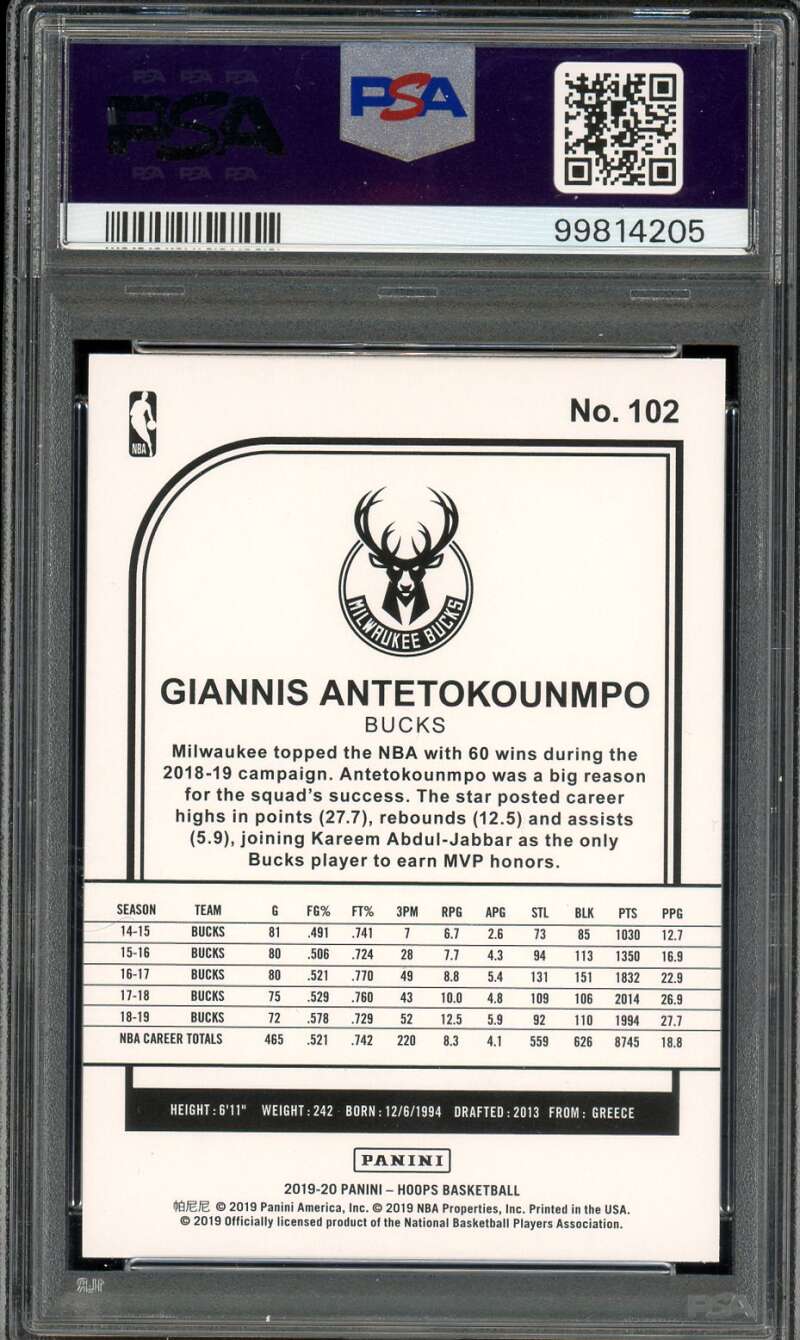 PSA PSA PSA
PSA
PSA PSA PSA
PSA
99814205
NBA
No. 102
MILWAUKEE BUCKS
GIANNIS ANTETOKOUNMPO
BUCKS
Milwaukee topped the NBA with 60 wins during the
2018-19 campaign. Antetokounmpo was a big reason
for the squad's success. The star posted career
highs in points (27.7), rebounds (12.5) and assists
(5.9), joining Kareem Abdul-Jabbar as the only
Bucks player to earn MVP honors.
SEASON TEAM G FG% FT% 3PM RPG APG STL BLK PTS PPG
14-15 BUCKS 81 .491 .741 7 6.7 2.6 73 85 1030 12.7
15-16 BUCKS 80 .506 .724 28 7.7 4.3 94 113 1350 16.9
16-17 BUCKS 80 .521 .770 49 8.8 5.4 131 151 1832 22.9
17-18 BUCKS 75 .529 .760 43 10.0 4.8 109 106 2014 26.9
18-19 BUCKS 72 .578 .729 52 12.5 5.9 92 110 1994 27.7
NBA CAREER TOTALS 465 .521 .742 220 8.3 4.1 559 626 8745 18.8
HEIGHT: 6'11" WEIGHT: 242 BORN: 12/6/1994 DRAFTED: 2013 FROM: GREECE
PANINI
2019-20 PANINI – HOOPS BASKETBALL
帕尼尼 © 2019 Panini America, Inc. © 2019 NBA Properties, Inc. Printed in the USA.
© 2019 Officially licensed product of the National Basketball Players Association.
PSA